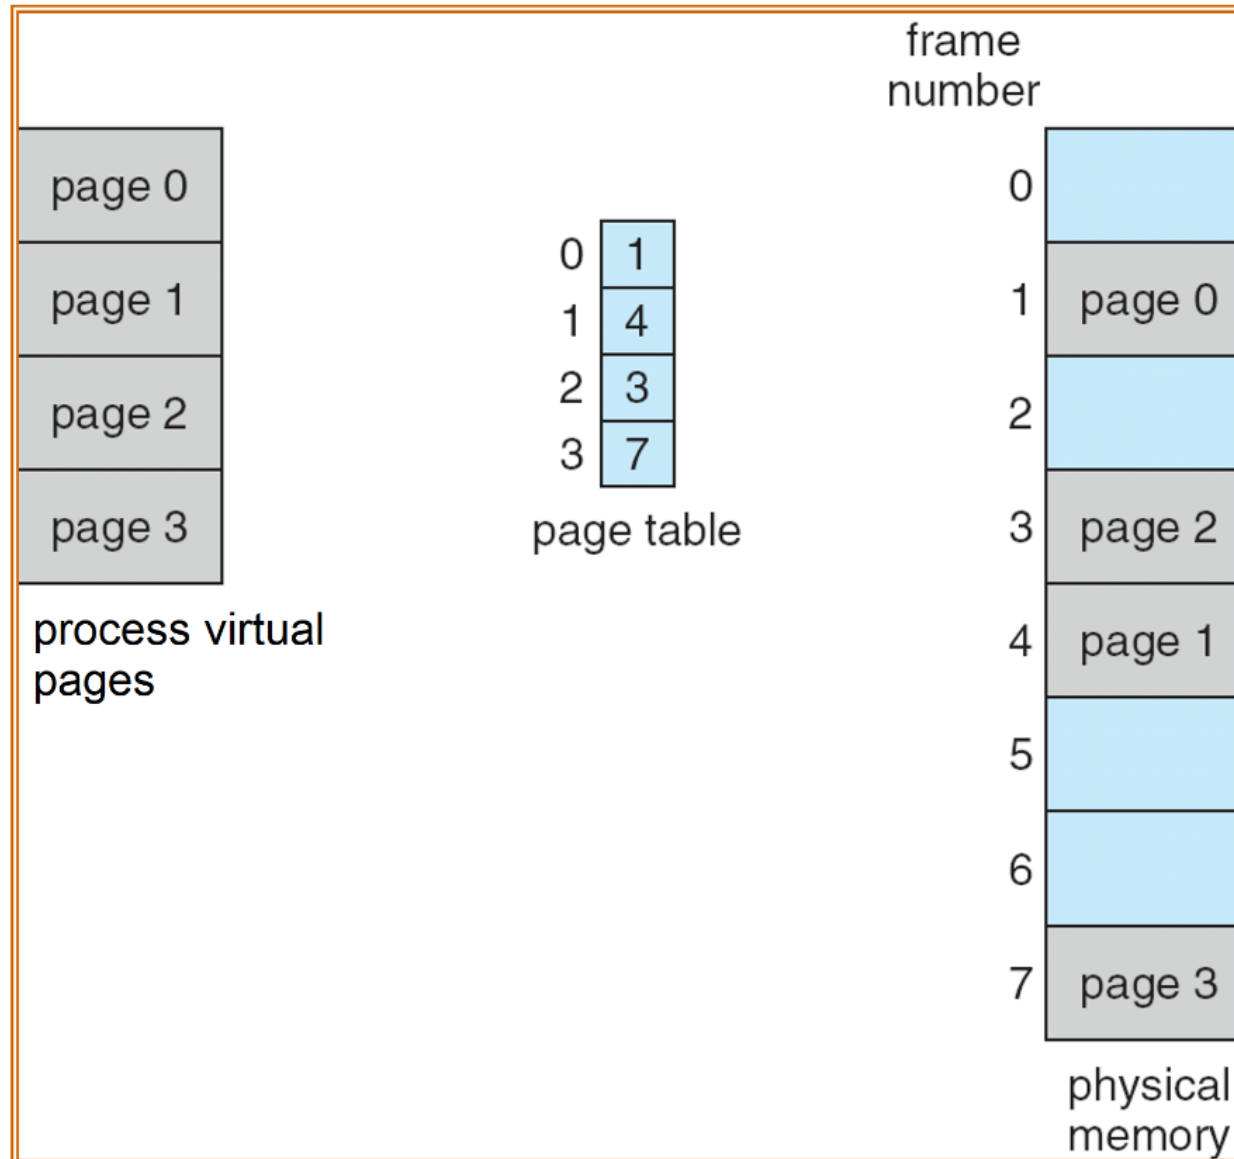 frame
number
page 0
page 1
page 2
page 3
process virtual
pages
0 1
1 4
2 3
3 7
page table
0
1 page 0
2
3 page 2
4 page 1
5
6
7 page 3
physical
memory